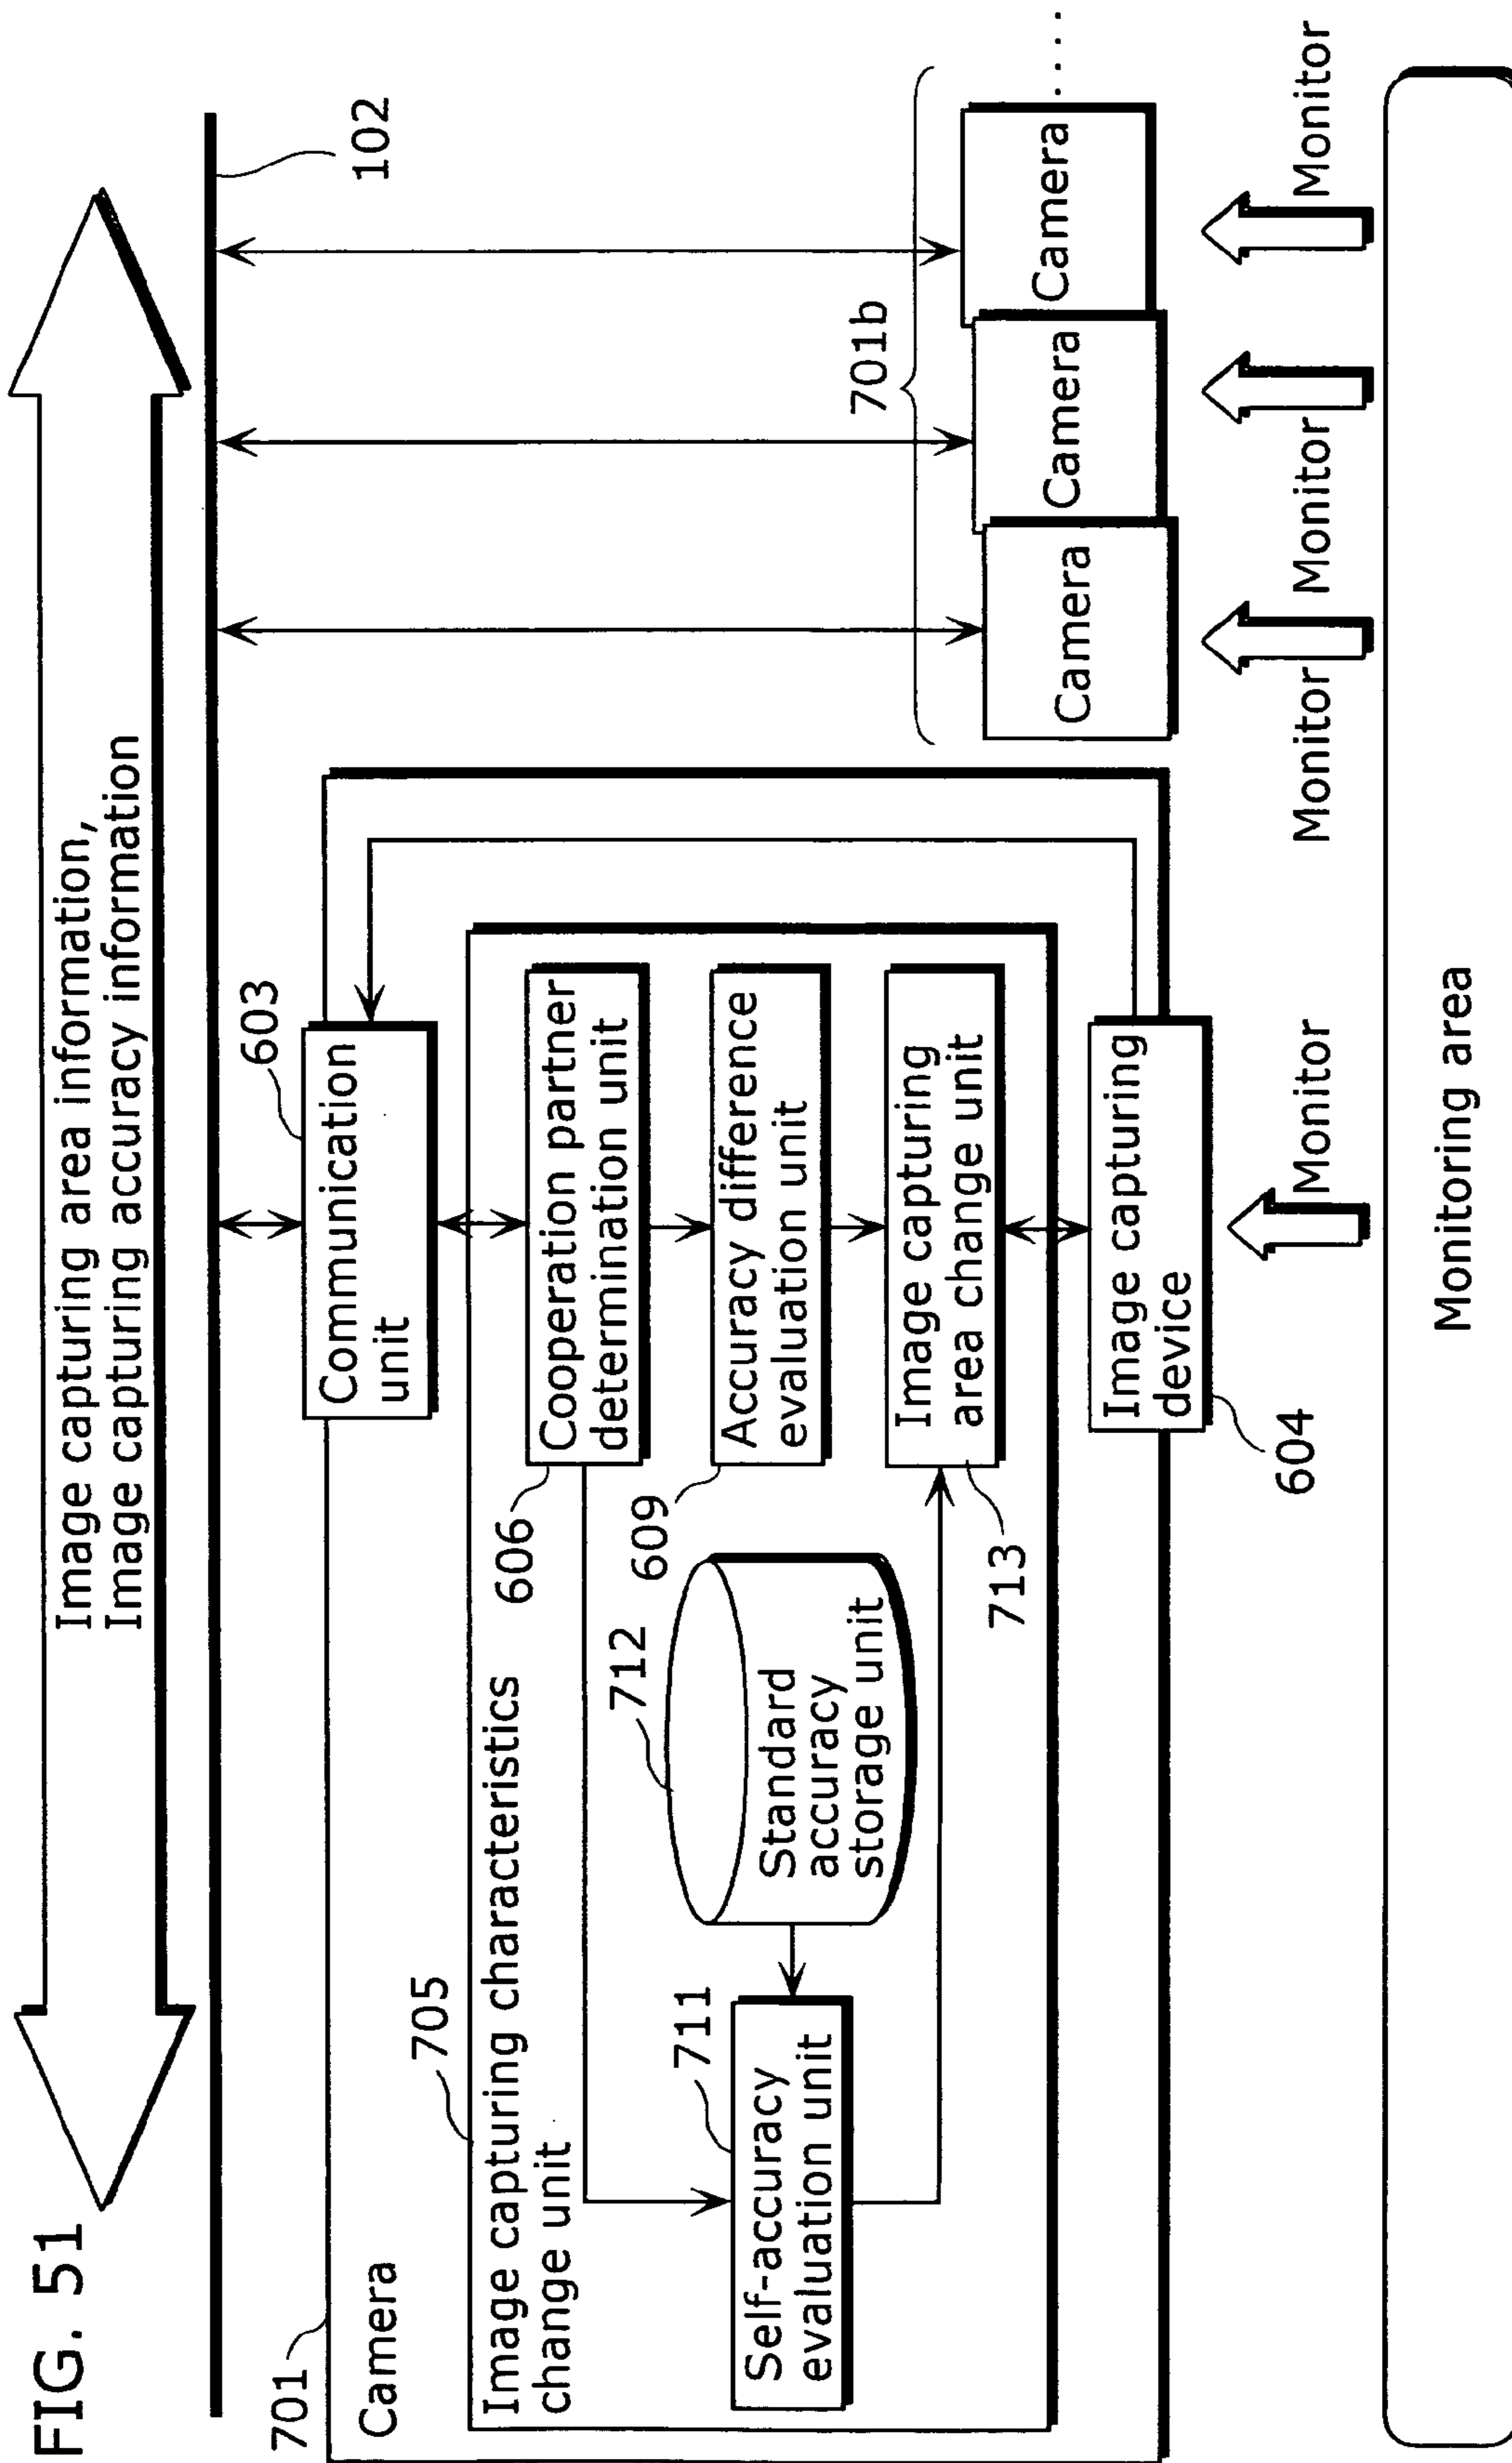 FIG. 51
Image capturing area information,
Image capturing accuracy information
102
701
Camera
603
Communication
unit
705
Image capturing characteristics
change unit
606
Cooperation partner
determination unit
712
Standard
accuracy
storage unit
609
Accuracy difference
evaluation unit
711
Self-accuracy
evaluation unit
713
Image capturing
area change unit
Image capturing
device
604
701b
Camera
Camera
Camera
.....
Monitor
Monitor
Monitor
Monitor
Monitoring area